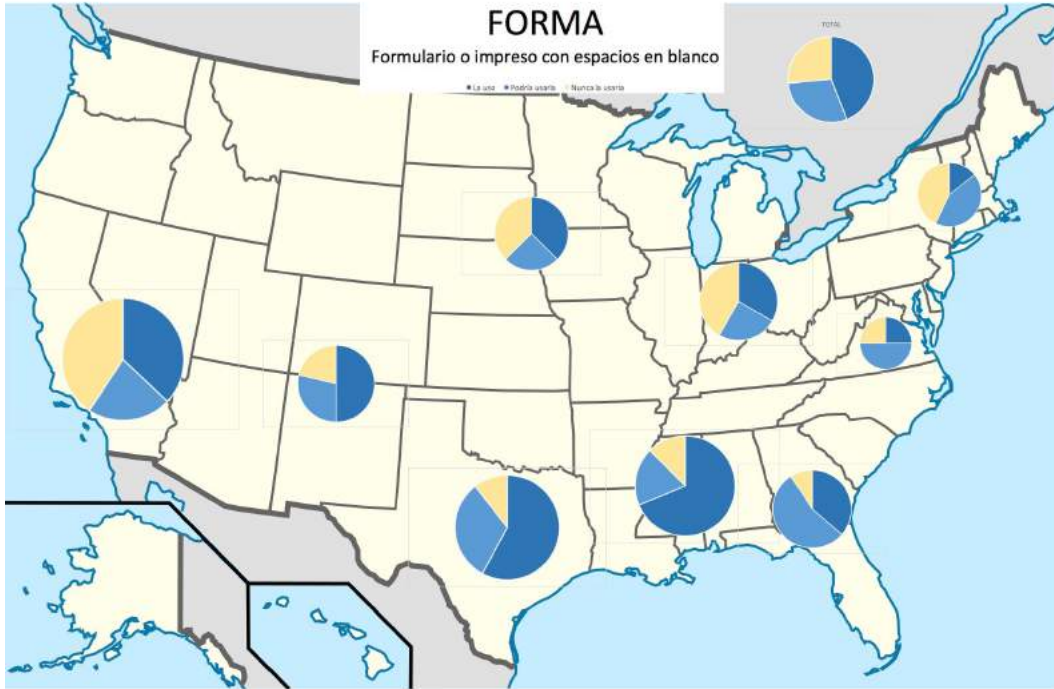 FORMA
Formulario o impreso con espacios en blanco
La usa Podría usarla Nunca la usaría
TOTAL